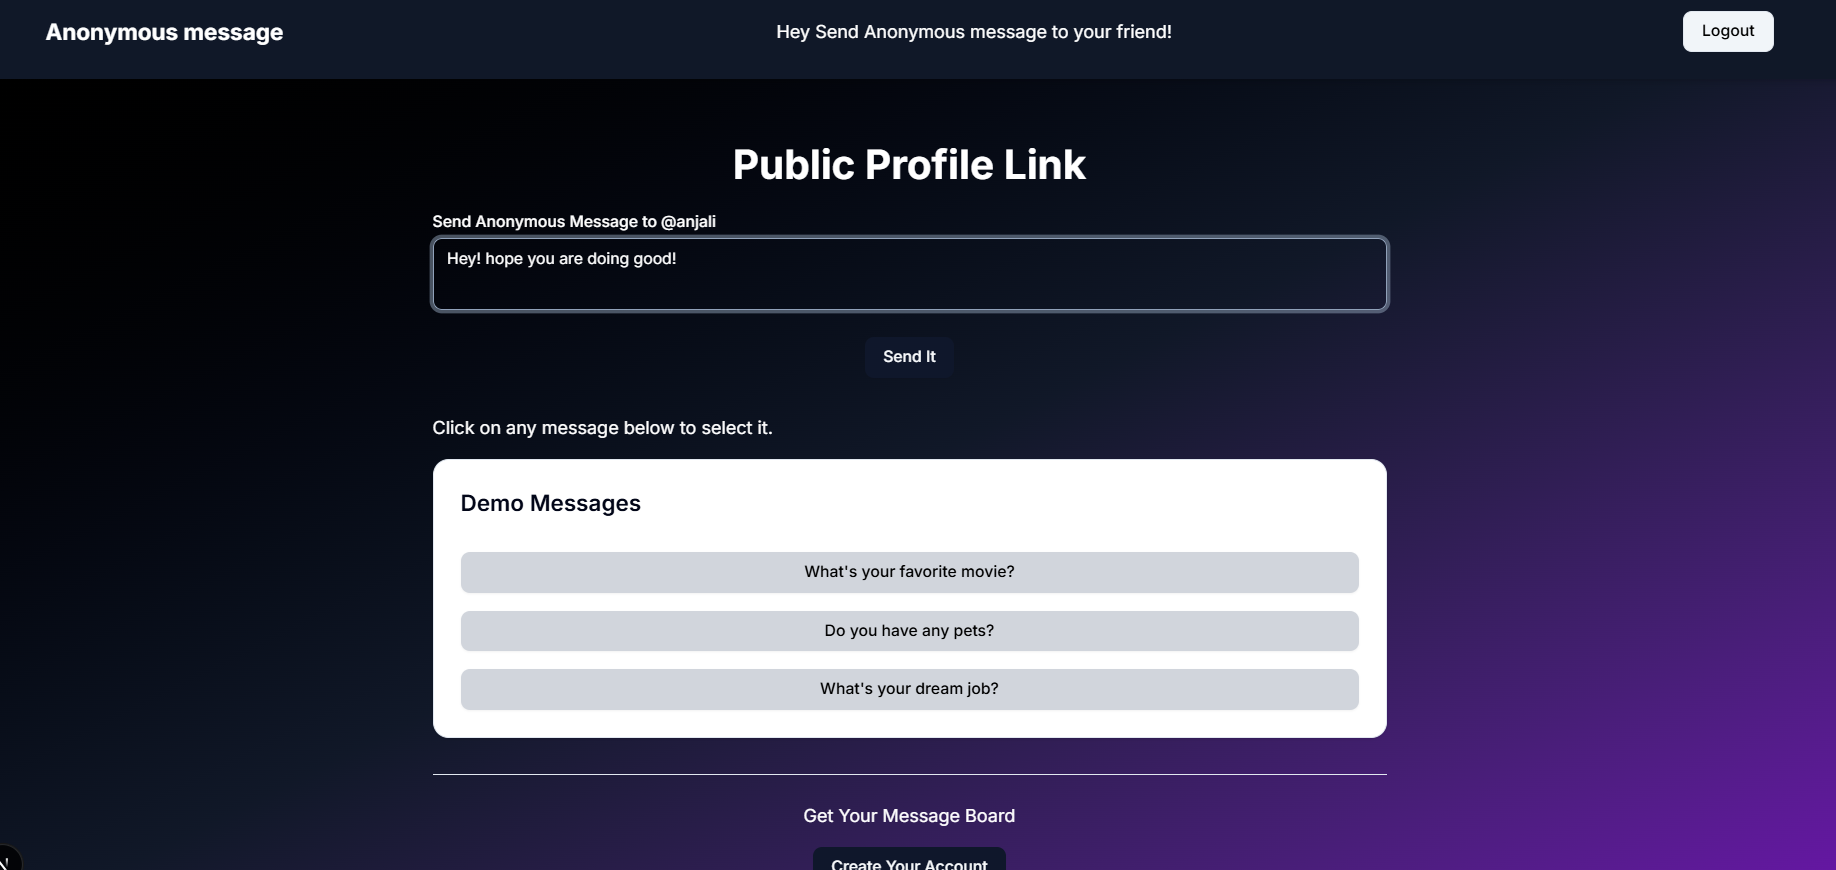 Anonymous message
Hey Send Anonymous message to your friend!
Logout
Public Profile Link
Send Anonymous Message to @anjali
Hey! hope you are doing good!
Send It
Click on any message below to select it.
Demo Messages
What's your favorite movie?
Do you have any pets?
What's your dream job?
Get Your Message Board
Create Your Account